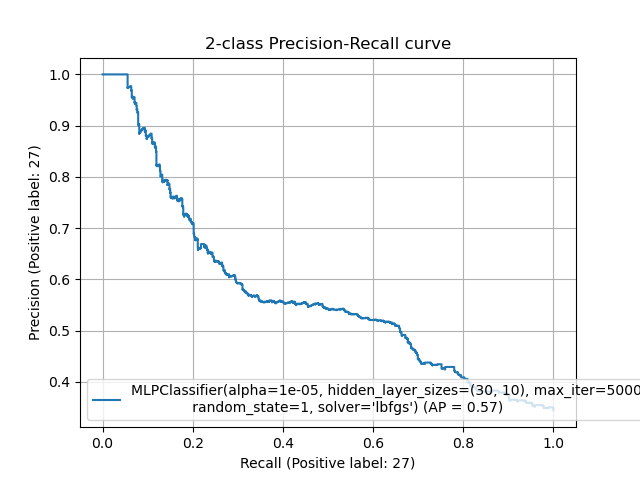 2-class Precision-Recall curve
Precision (Positive label: 27)
1.0
0.9
0.8
0.7
0.6
0.5
0.4
MLPClassifier(alpha=1e-05, hidden_layer_sizes=(30, 10), max_iter=5000
random_state=1, solver='lbfgs') (AP = 0.57)
0.0 0.2 0.4 0.6 0.8 1.0
Recall (Positive label: 27)